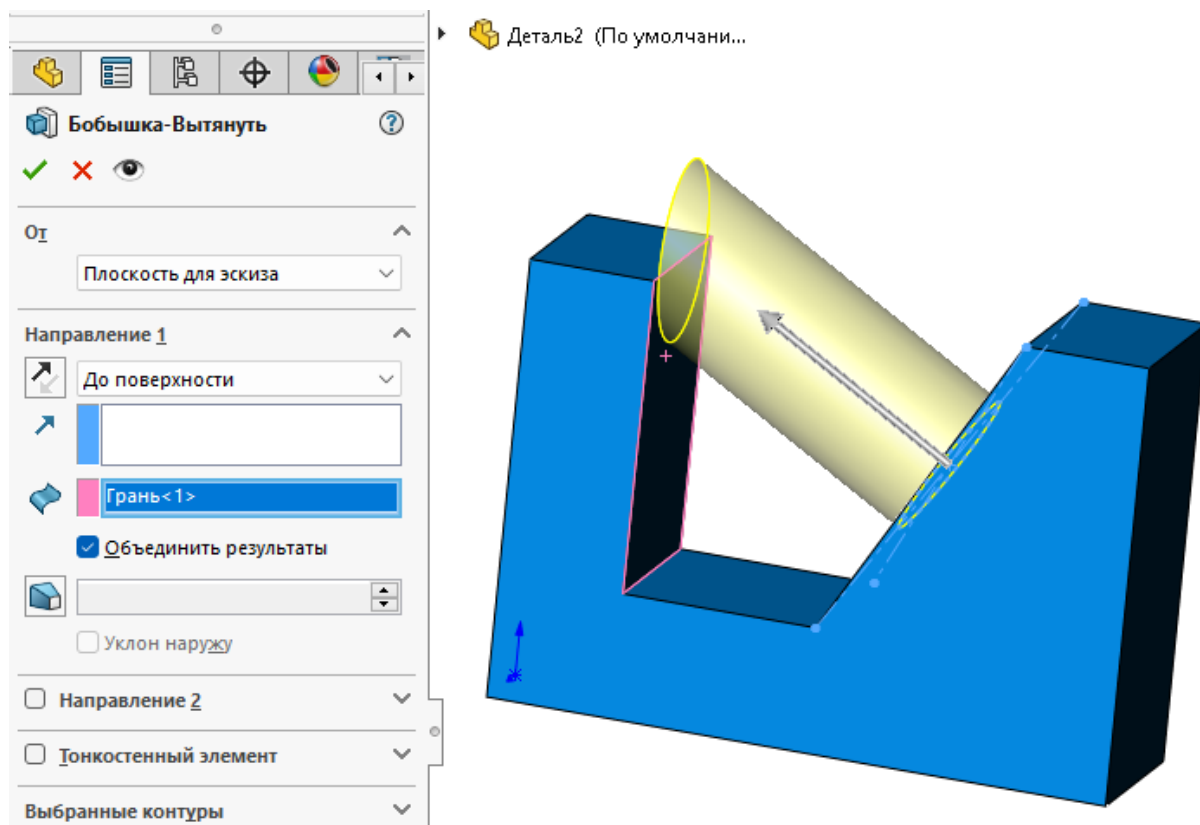 Деталь2 (По умолчани...
Бобышка-Вытянуть
От
Плоскость для эскиза
Направление 1
До поверхности
Грань<1>
Объединить результаты
Уклон наружу
Направление 2
Тонкостенный элемент
Выбранные контуры